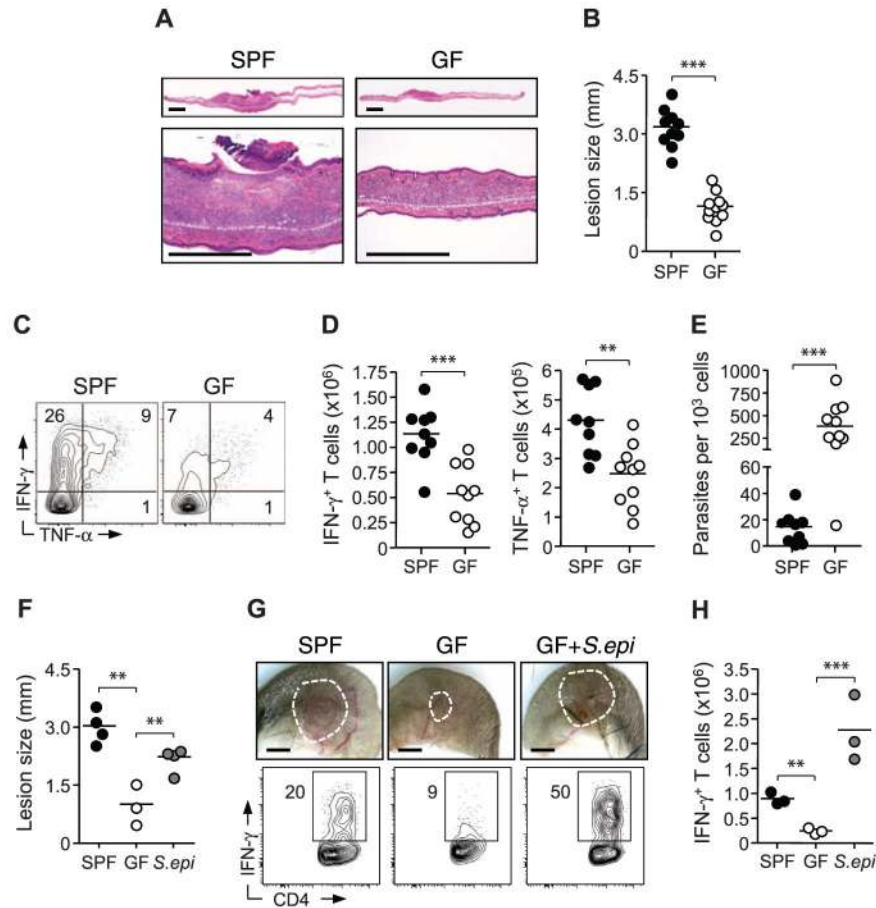 A
SPF
GF
B
Lesion size (mm)
4.5
3.0
1.5
0
***
SPF
GF
C
SPF
GF
26
9
1
7
4
1
IFN-γ
TNF-α
D
IFN-γ⁺ T cells (x10⁶)
1.75
1.50
1.25
1.00
0.75
0.50
0.25
0
***
SPF
GF
TNF-α⁺ T cells (x10⁵)
6
5
4
3
2
1
0
**
SPF
GF
E
Parasites per 10³ cells
1000
750
500
250
60
40
20
0
***
SPF
GF
F
Lesion size (mm)
4.5
3.0
1.5
0
**
**
SPF
GF
S.epi
G
SPF
GF
GF+S.epi
20
9
50
IFN-γ
CD4
H
IFN-γ⁺ T cells (x10⁶)
3.5
3.0
2.5
2.0
1.5
1.0
0.5
0
**
***
SPF
GF
S.epi